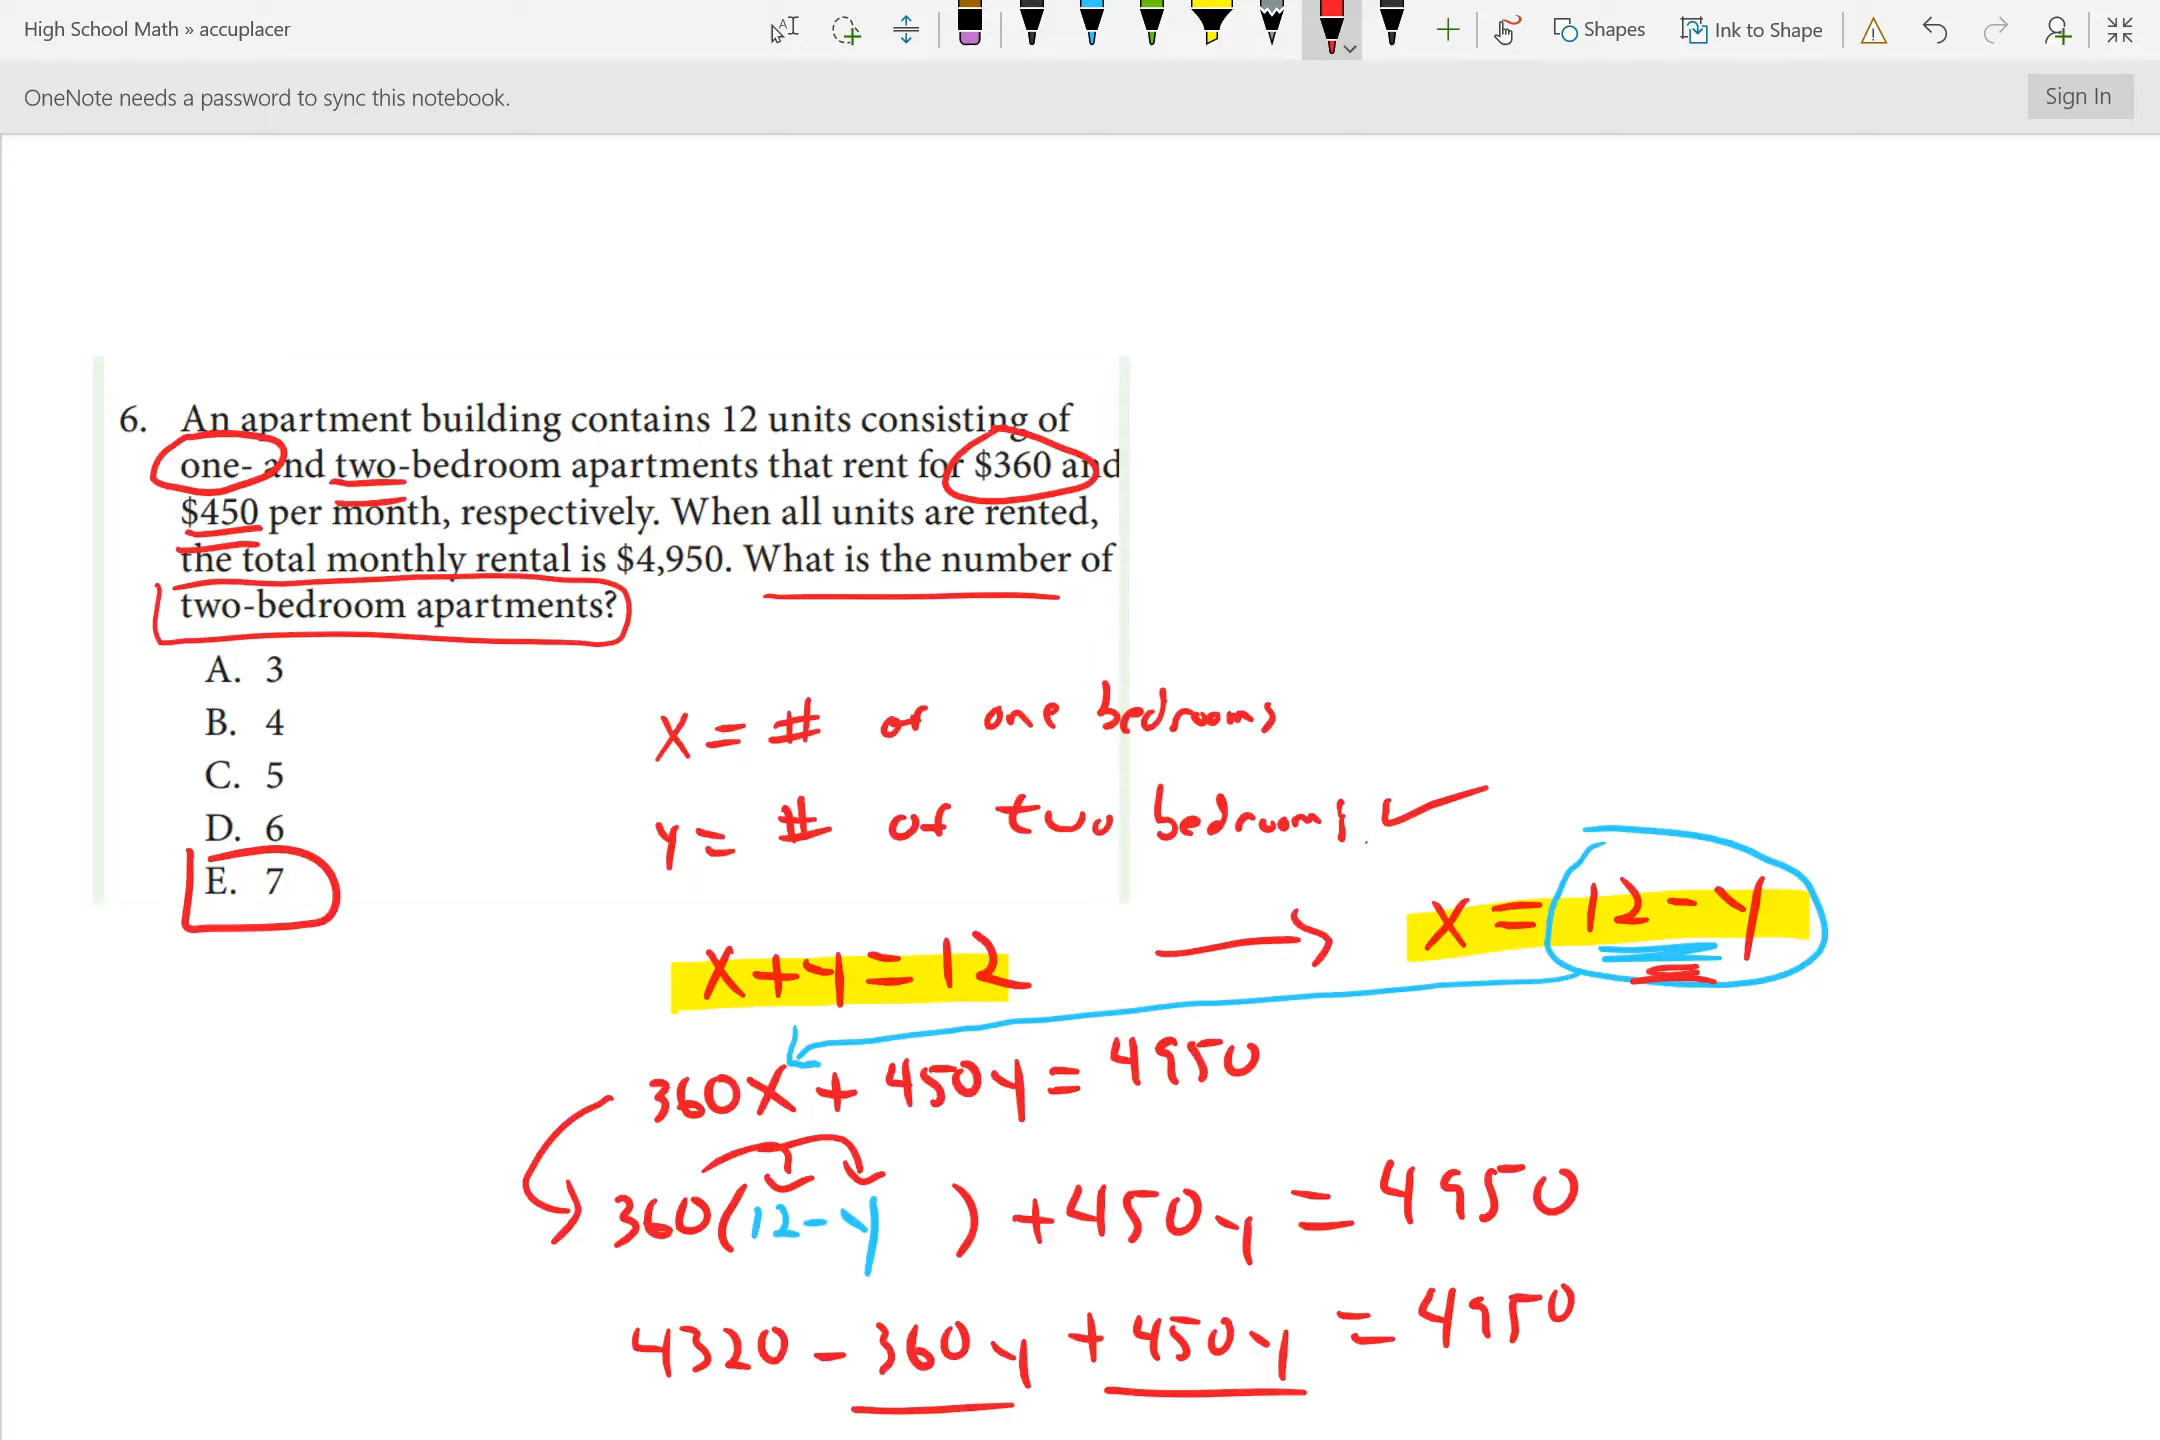 High School Math » accuplacer
Shapes
Ink to Shape
OneNote needs a password to sync this notebook.
Sign In
6. An apartment building contains 12 units consisting of
one- and two-bedroom apartments that rent for $360 and
$450 per month, respectively. When all units are rented,
the total monthly rental is $4,950. What is the number of
two-bedroom apartments?
A. 3
B. 4
C. 5
D. 6
E. 7
x = # of one bedrooms
y = # of two bedrooms
x + y = 12
x = 12 - y
360x + 450y = 4950
360(12 - y) + 450y = 4950
4320 - 360y + 450y = 4950